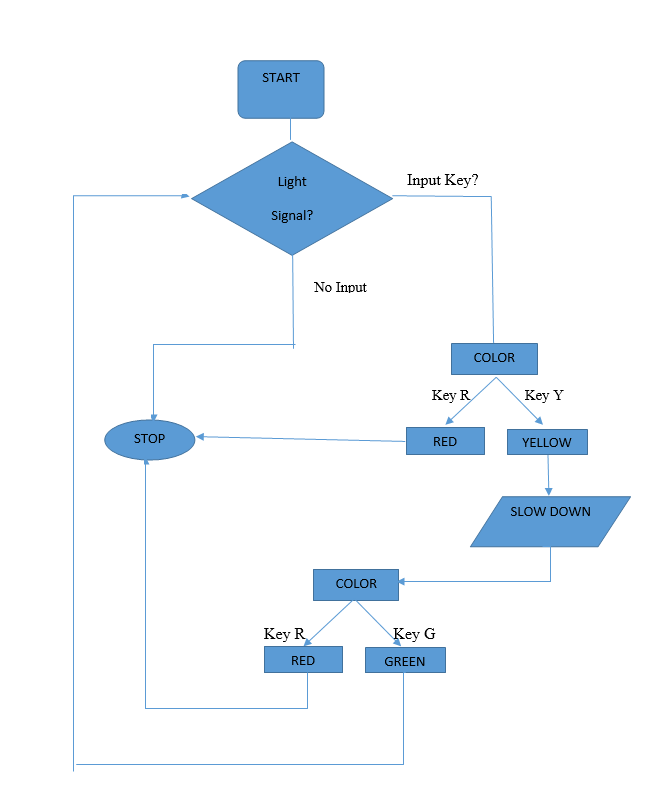 START
Light
Signal?
Input Key?
No Input
COLOR
Key R
Key Y
STOP
RED
YELLOW
SLOW DOWN
COLOR
Key R
Key G
RED
GREEN